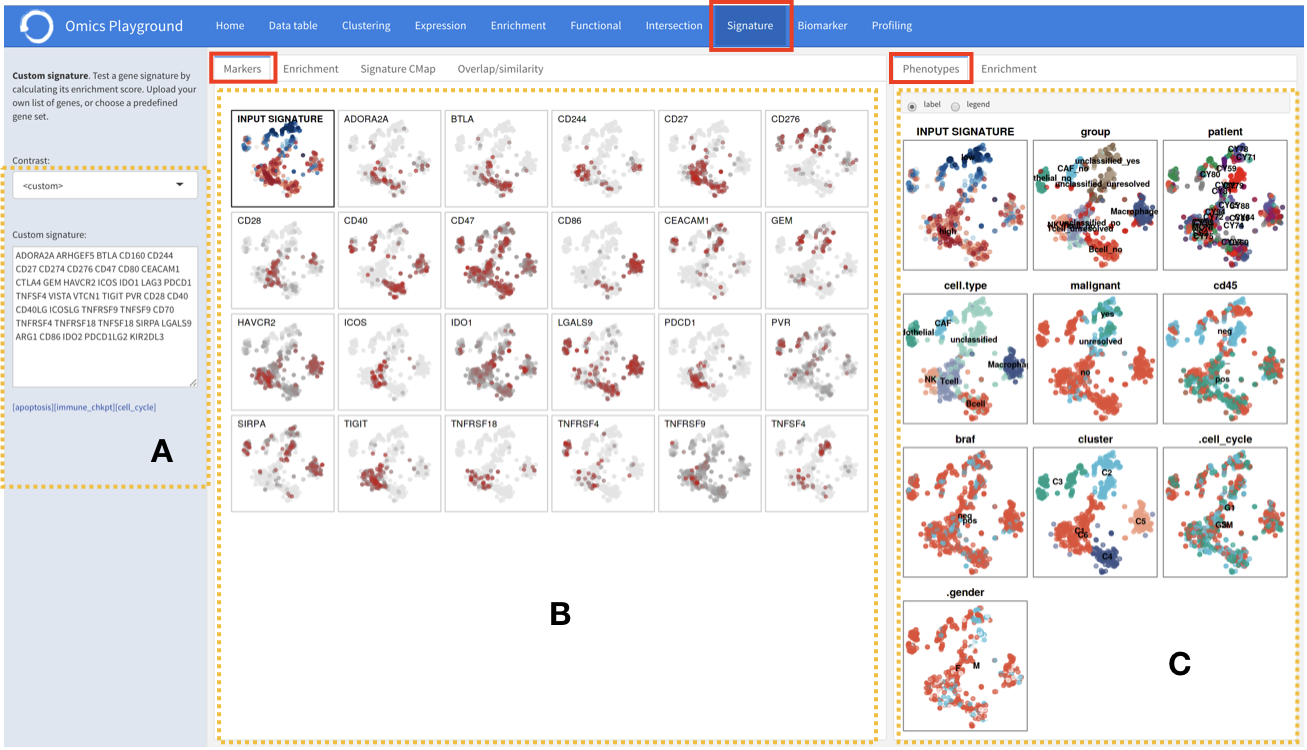 Omics Playground
Home Data table Clustering Expression Enrichment Functional Intersection Signature Biomarker Profiling
Custom signature. Test a gene signature by
calculating its enrichment score. Upload your
own list of genes, or choose a predefined
gene set.
Contrast:
<custom>
Custom signature:
ADORA2A ARHGEF5 BTLA CD160 CD244
CD27 CD274 CD276 CD47 CD80 CEACAM1
CTLA4 GEM HAVCR2 ICOS IDO1 LAG3 PDCD1
TNFSF4 VISTA VTCN1 TIGIT PVR CD28 CD40
CD40LG ICOSLG TNFRSF9 TNFSF9 CD70
TNFRSF4 TNFRSF18 TNFSF18 SIRPA LGALS9
ARG1 CD86 IDO2 PDCD1LG2 KIR2DL3
[apoptosis][immune_chkpt][cell_cycle]
A
Markers Enrichment Signature CMap Overlap/similarity
INPUT SIGNATURE ADORA2A BTLA CD244 CD27 CD276
CD28 CD40 CD47 CD86 CEACAM1 GEM
HAVCR2 ICOS IDO1 LGALS9 PDCD1 PVR
SIRPA TIGIT TNFRSF18 TNFRSF4 TNFRSF9 TNFSF4
B
Phenotypes Enrichment
label legend
INPUT SIGNATURE group patient
low
high
unclassified_yes
CAF_no
thelial_no
unclassified_unresolved
Macrophage
unclassified_no
Tcell_unresolved
Bcell_no
CY78
CY71
CY59
CY80
CY79
CY88
CY84
CY74
CY75
CY60
cell.type malignant cd45
CAF
lothelial
unclassified
Macropha
NK Tcell
Bcell
yes
unresolved
no
neg
pos
braf cluster .cell_cycle
neg
pos
C2
C3
C5
C6
C4
G1
.gender
F M
C